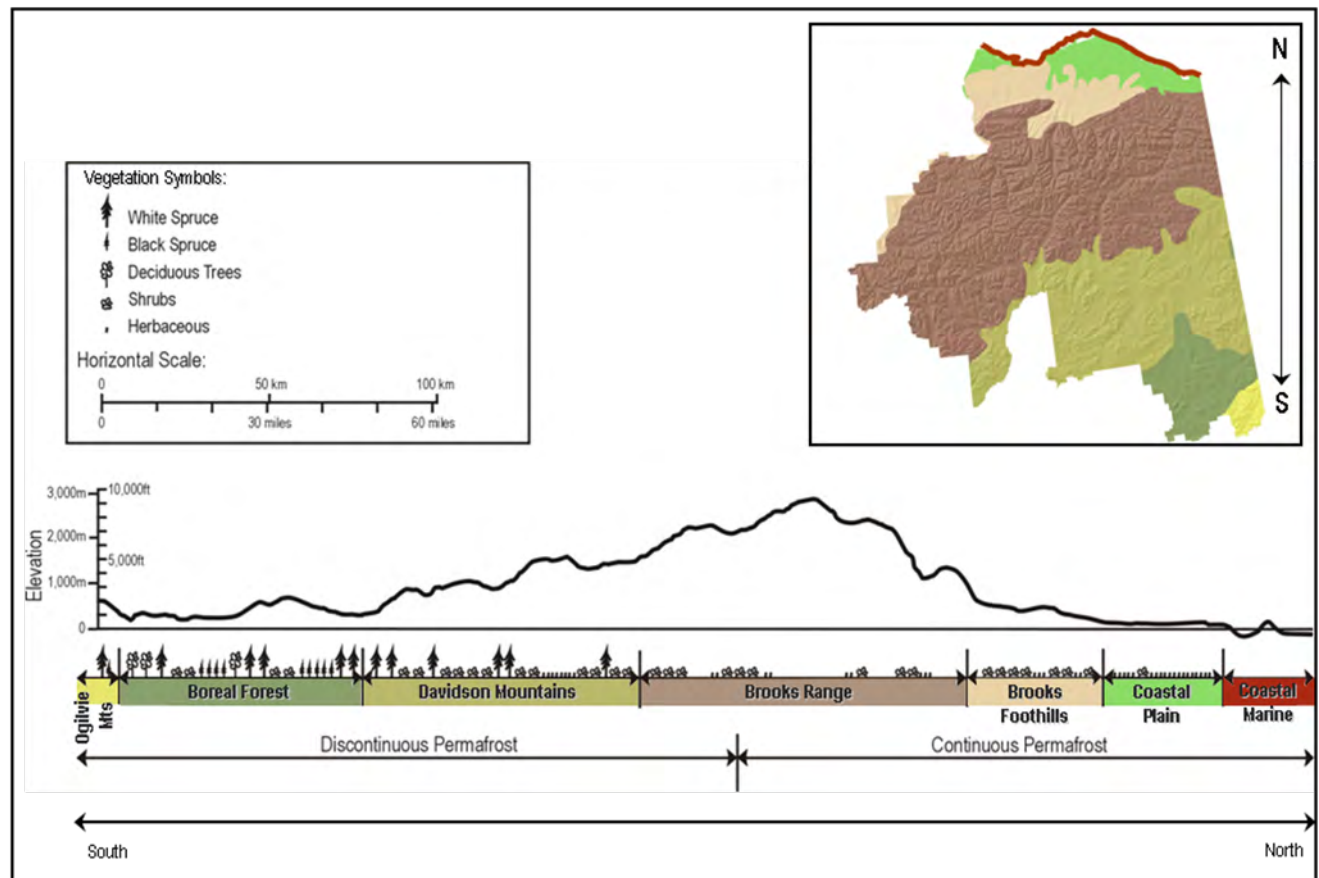 N
S
Vegetation Symbols:
White Spruce
Black Spruce
Deciduous Trees
Shrubs
Herbaceous
Horizontal Scale:
0 50 km 100 km
0 30 miles 60 miles
Elevation
3,000m 10,000ft
2,000m
5,000ft
1,000m
0
Ogilvie Mts
Boreal Forest
Davidson Mountains
Brooks Range
Brooks Foothills
Coastal Plain
Coastal Marine
Discontinuous Permafrost
Continuous Permafrost
South
North